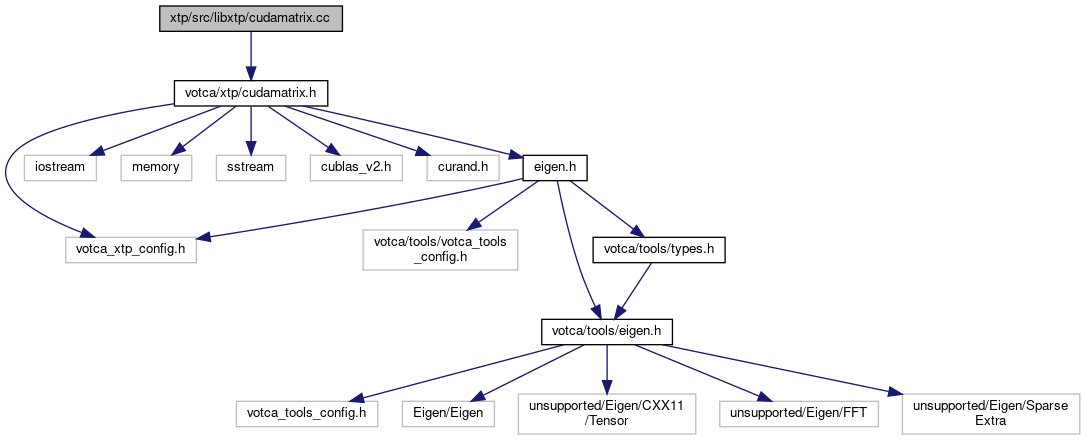 xtp/src/libxtp/cudamatrix.cc
votca/xtp/cudamatrix.h
iostream
memory
sstream
cublas_v2.h
curand.h
eigen.h
votca_xtp_config.h
votca/tools/votca_tools
_config.h
votca/tools/types.h
votca/tools/eigen.h
votca_tools_config.h
Eigen/Eigen
unsupported/Eigen/CXX11
/Tensor
unsupported/Eigen/FFT
unsupported/Eigen/Sparse
Extra